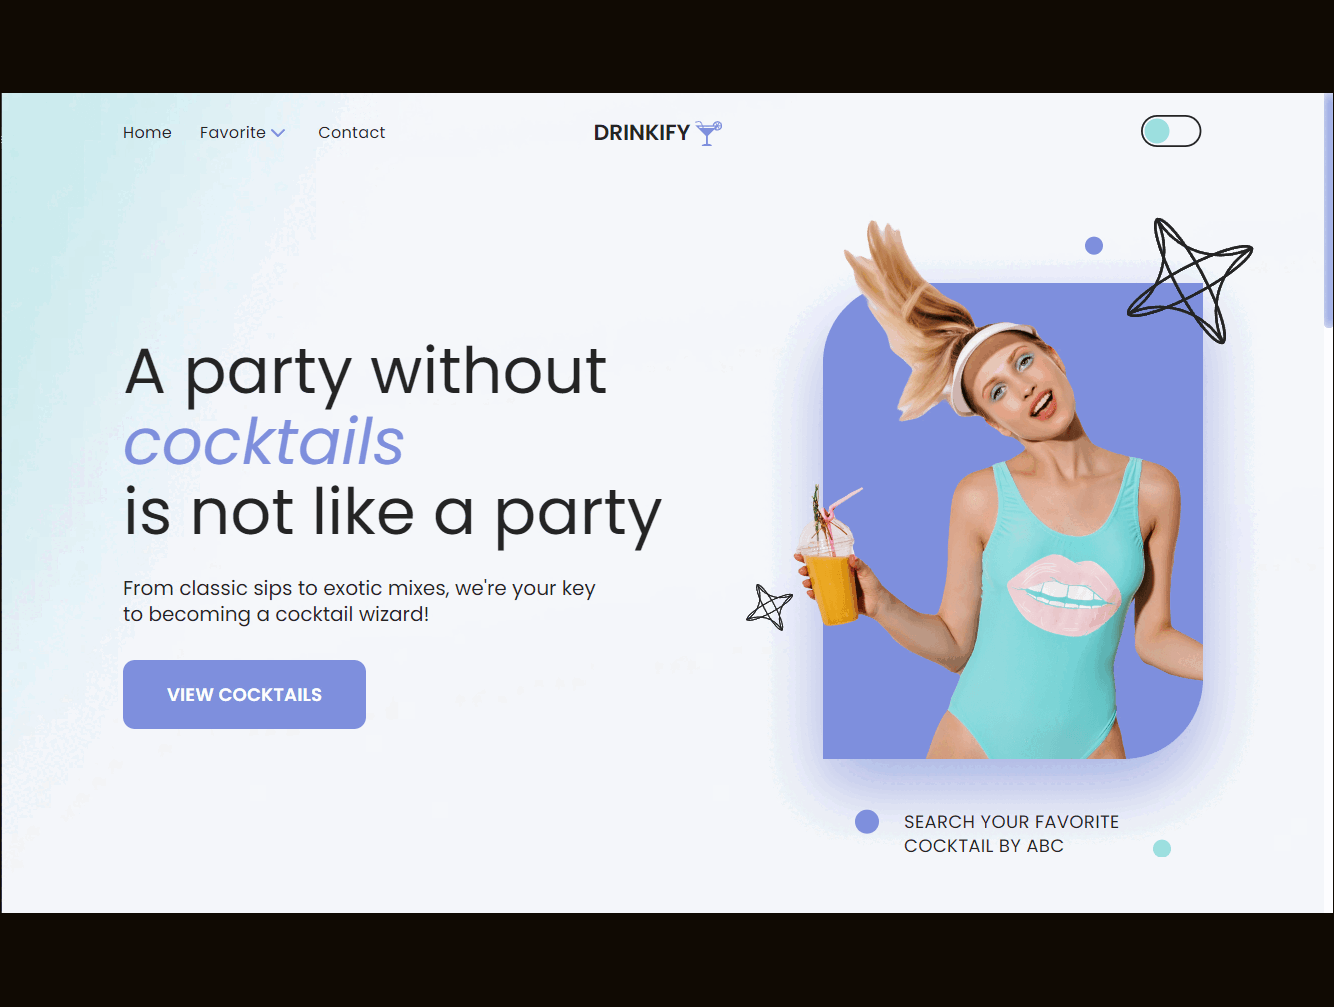 Home Favorite Contact DRINKIFY
A party without
cocktails
is not like a party
From classic sips to exotic mixes, we're your key
to becoming a cocktail wizard!
VIEW COCKTAILS
SEARCH YOUR FAVORITE
COCKTAIL BY ABC